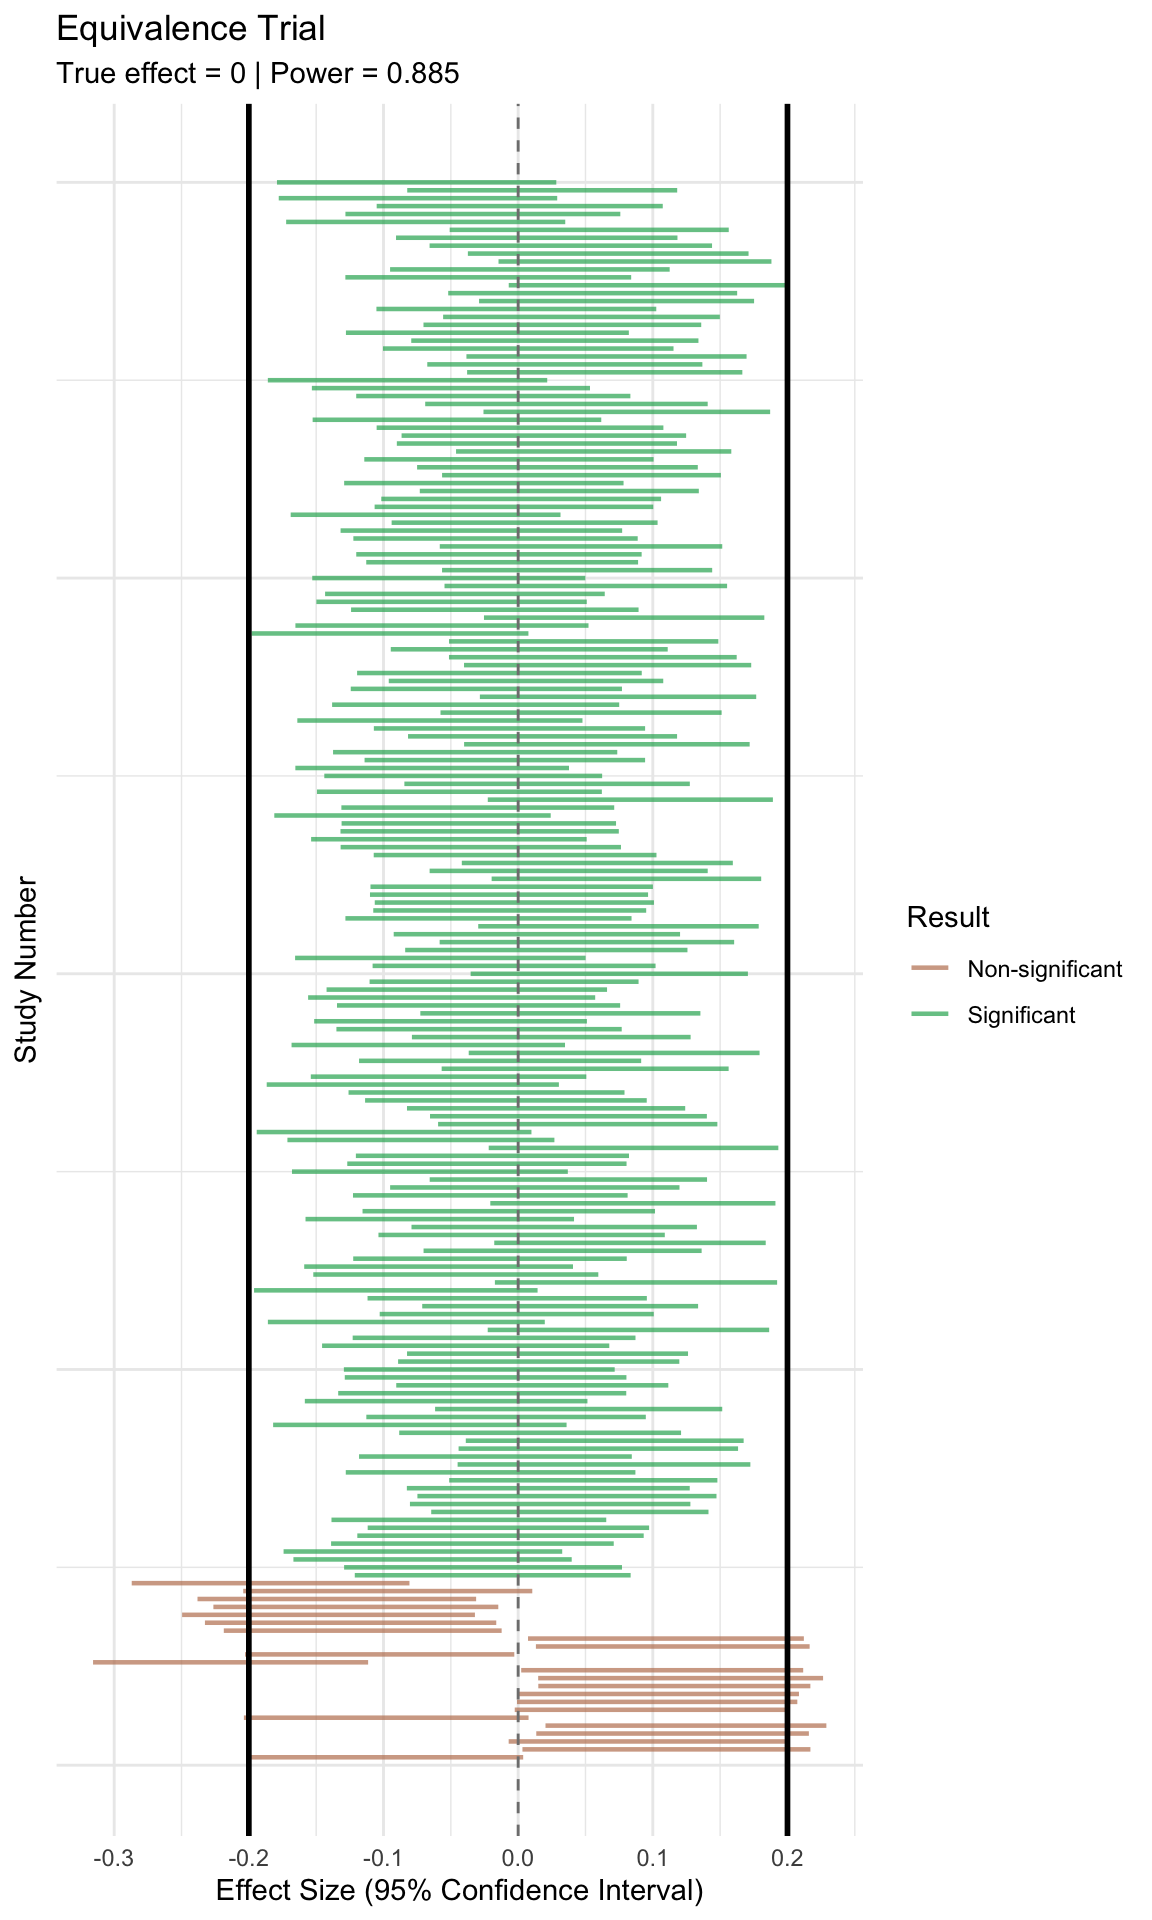 Equivalence Trial
True effect = 0 | Power = 0.885
Study Number
Result
Non-significant
Significant
-0.3 -0.2 -0.1 0.0 0.1 0.2
Effect Size (95% Confidence Interval)